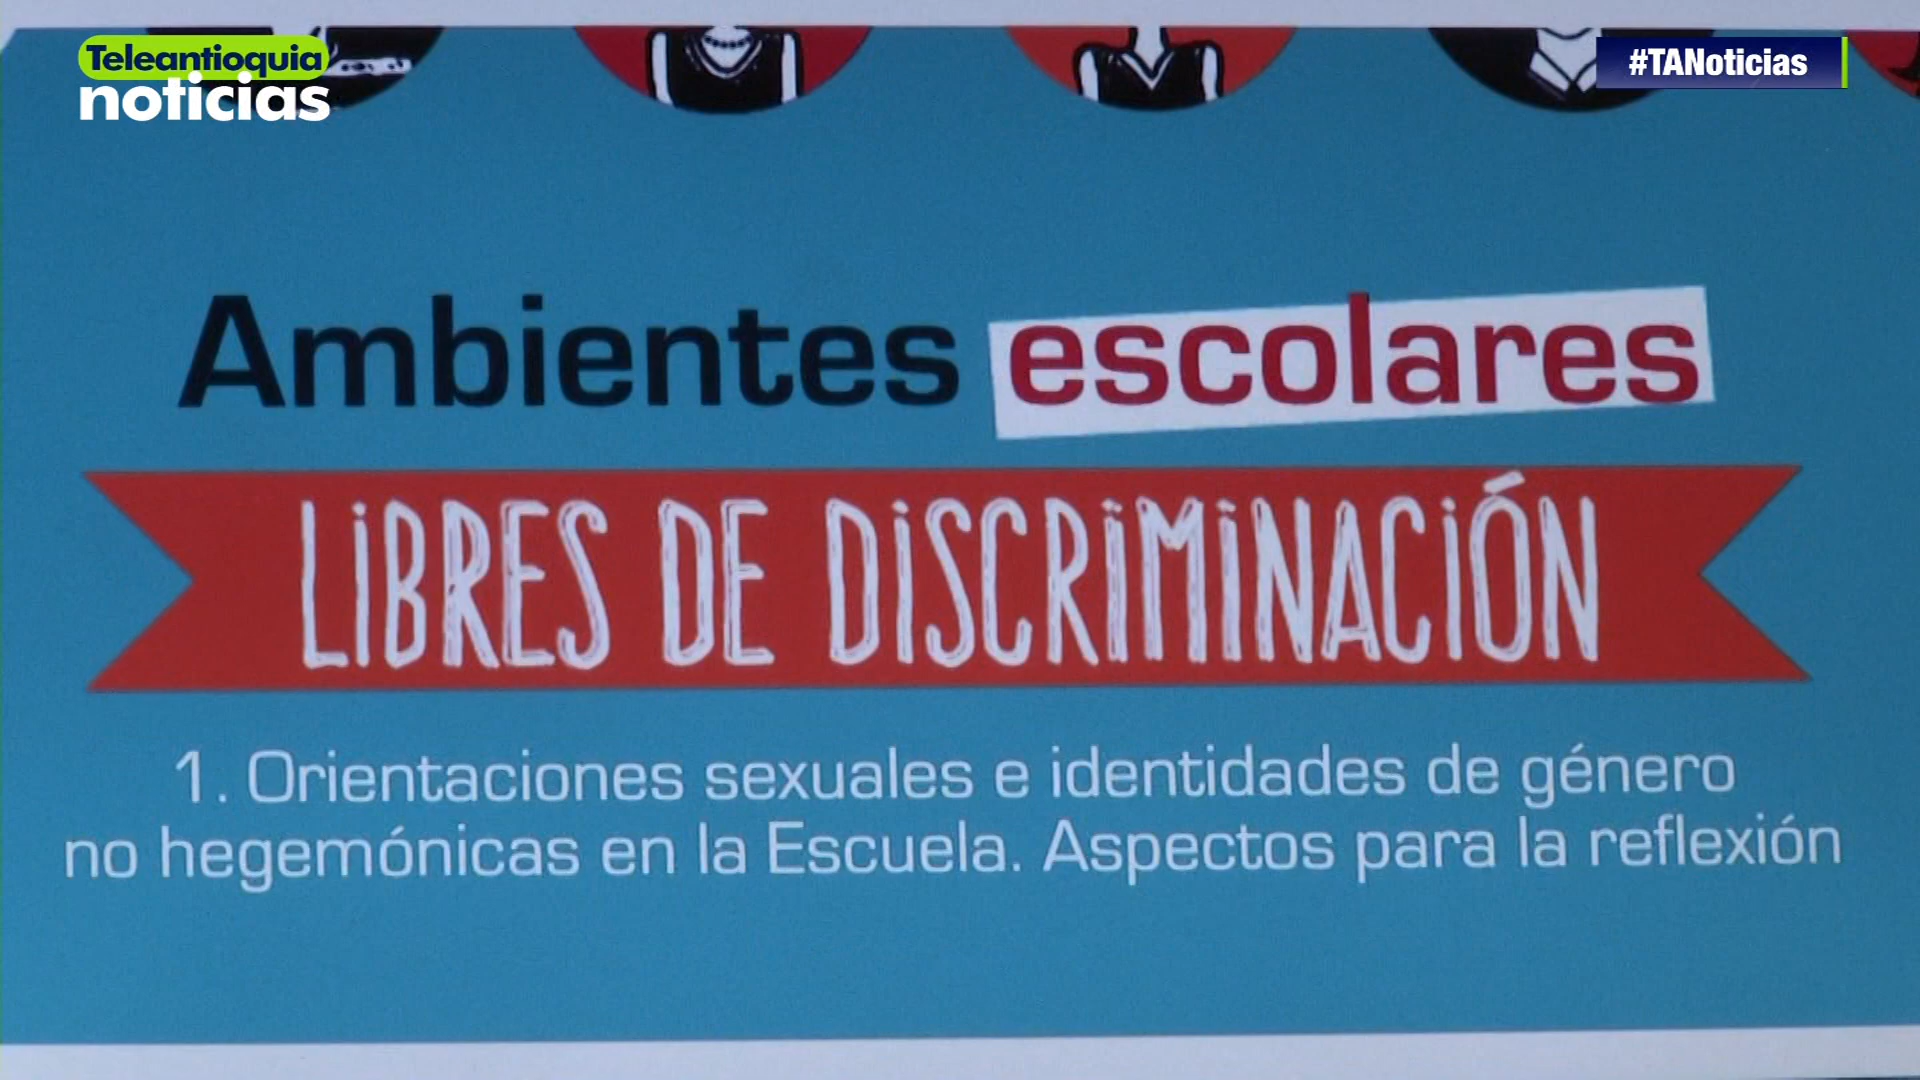 Teleantioquia
noticias
#TANoticias
Ambientes escolares
LIBRES DE DISCRIMINACIÓN
1. Orientaciones sexuales e identidades de género
no hegemónicas en la Escuela. Aspectos para la reflexión